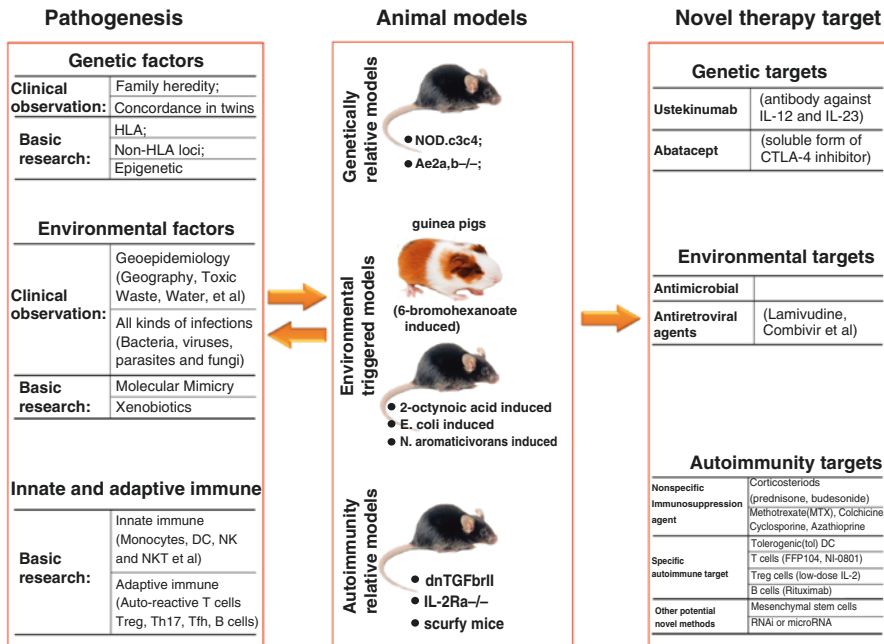 Pathogenesis
Genetic factors
Clinical observation:
Family heredity;
Concordance in twins
Basic research:
HLA;
Non-HLA loci;
Epigenetic
Environmental factors
Clinical observation:
Geoepidemiology
(Geography, Toxic
Waste, Water, et al)
All kinds of infections
(Bacteria, viruses,
parasites and fungi)
Basic research:
Molecular Mimicry
Xenobiotics
Innate and adaptive immune
Basic research:
Innate immune
(Monocytes, DC, NK
and NKT et al)
Adaptive immune
(Auto-reactive T cells
Treg, Th17, Tfh, B cells)
Animal models
Genetically
relative models
• NOD.c3c4;
• Ae2a,b–/–;
Environmental
triggered models
guinea pigs
(6-bromohexanoate
induced)
• 2-octynoic acid induced
• E. coli induced
• N. aromaticivorans induced
Autoimmunity
relative models
• dnTGFbrII
• IL-2Ra–/–
• scurfy mice
Novel therapy target
Genetic targets
Ustekinumab
(antibody against
IL-12 and IL-23)
Abatacept
(soluble form of
CTLA-4 inhibitor)
Environmental targets
Antimicrobial
Antiretroviral
agents
(Lamivudine,
Combivir et al)
Autoimmunity targets
Nonspecific
Immunosuppression
agent
Corticosteriods
(prednisone, budesonide)
Methotrexate(MTX), Colchicine
Cyclosporine, Azathioprine
Specific
autoimmune target
Tolerogenic(tol) DC
T cells (FFP104, NI-0801)
Treg cells (low-dose IL-2)
B cells (Rituximab)
Other potential
novel methods
Mesenchymal stem cells
RNAi or microRNA